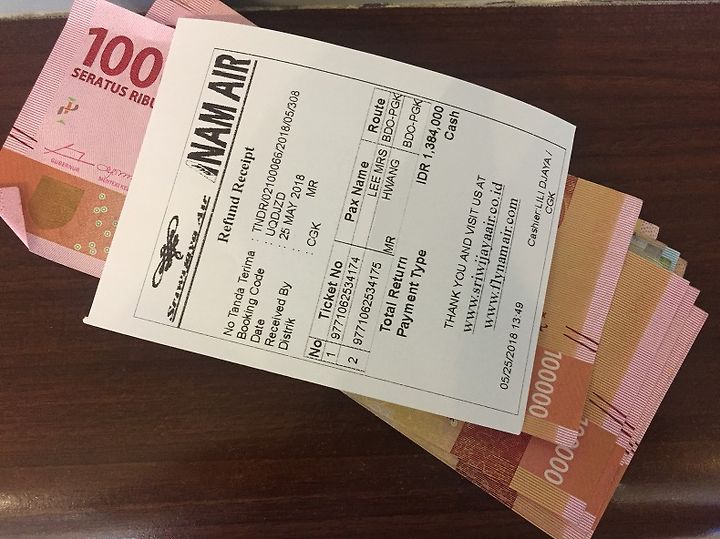 100
SERATUS RIBU
GUBERNUR
Sriwijaya Air
NAM AIR
Refund Receipt
No Tanda Terima : TNDR/02100066/2018/05/308
Booking Code : UQDJZD
Date : 25 MAY 2018
Received By : MR
Distrik : CGK
No Ticket No Pax Name Route
1 9771062534174 LEE MRS BDO-PGK
2 9771062534175 HWANG MR BDO-PGK
Total Return IDR 1,384,000
Payment Type Cash
THANK YOU AND VISIT US AT
www.sriwijayaair.co.id
www.flynamair.com
Cashier LILI DJAYA /
CGK
05/25/2018 13:49
100000
100000